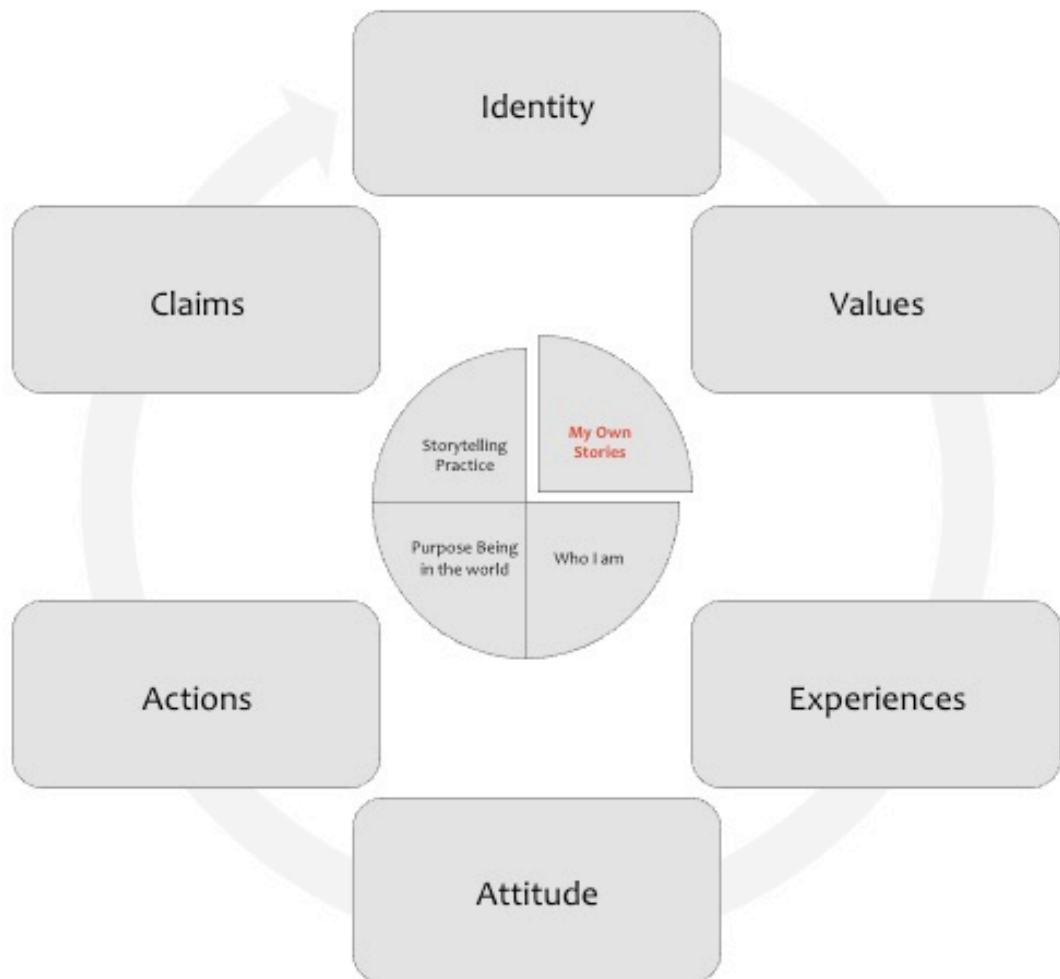 Identity
Claims
Values
Storytelling
Practice
My Own
Stories
Purpose Being
in the world
Who I am
Actions
Experiences
Attitude